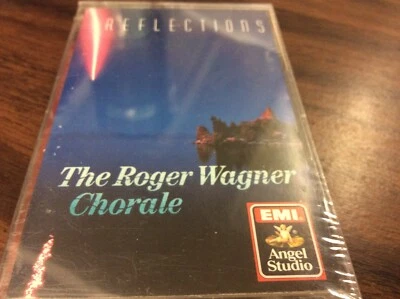 REFLECTIONS
The Roger Wagner
Chorale
EMI
Angel
Studio